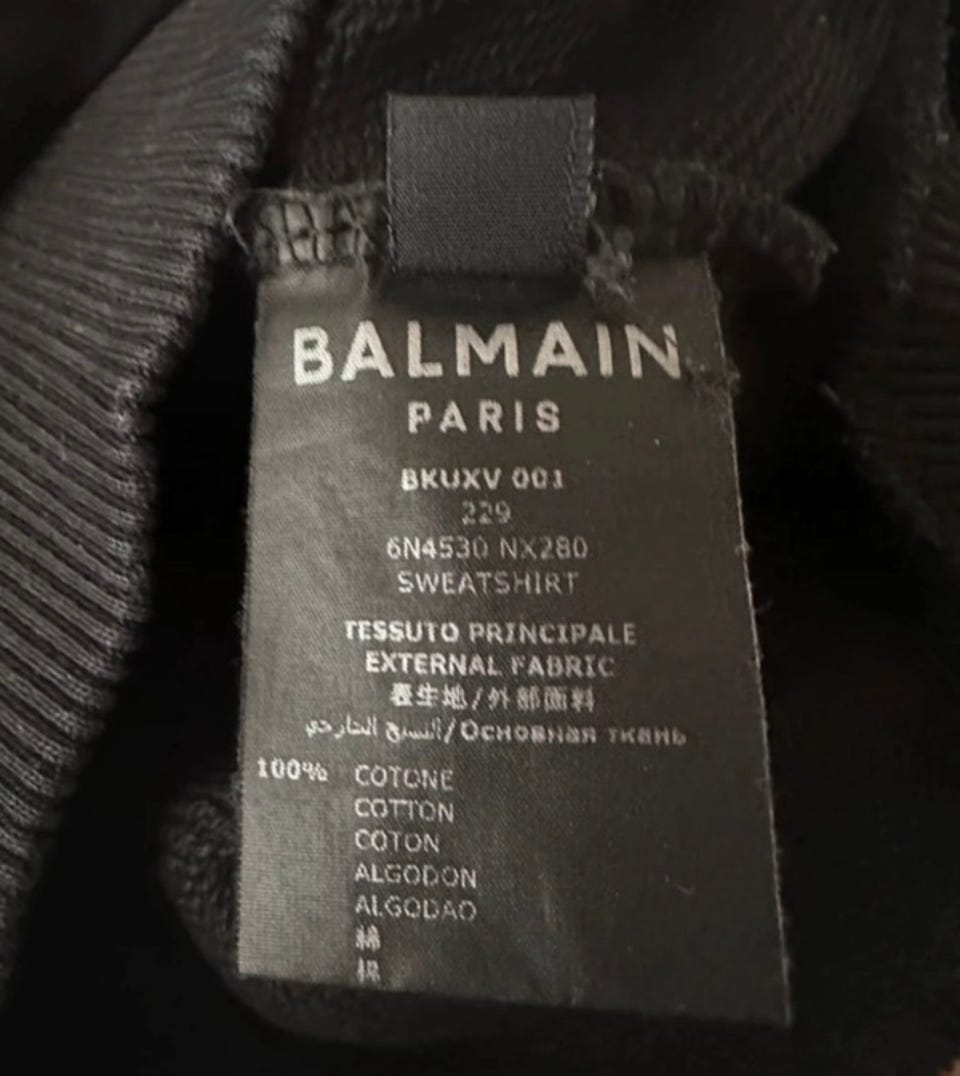 BALMAIN
PARIS
BKUXV 001
229
6N4530 NX280
SWEATSHIRT
TESSUTO PRINCIPALE
EXTERNAL FABRIC
表生地/外部面料
النسيج الخارجي/Основная ткань
100% COTONE
COTTON
COTON
ALGODON
ALGODAO
綿
棉